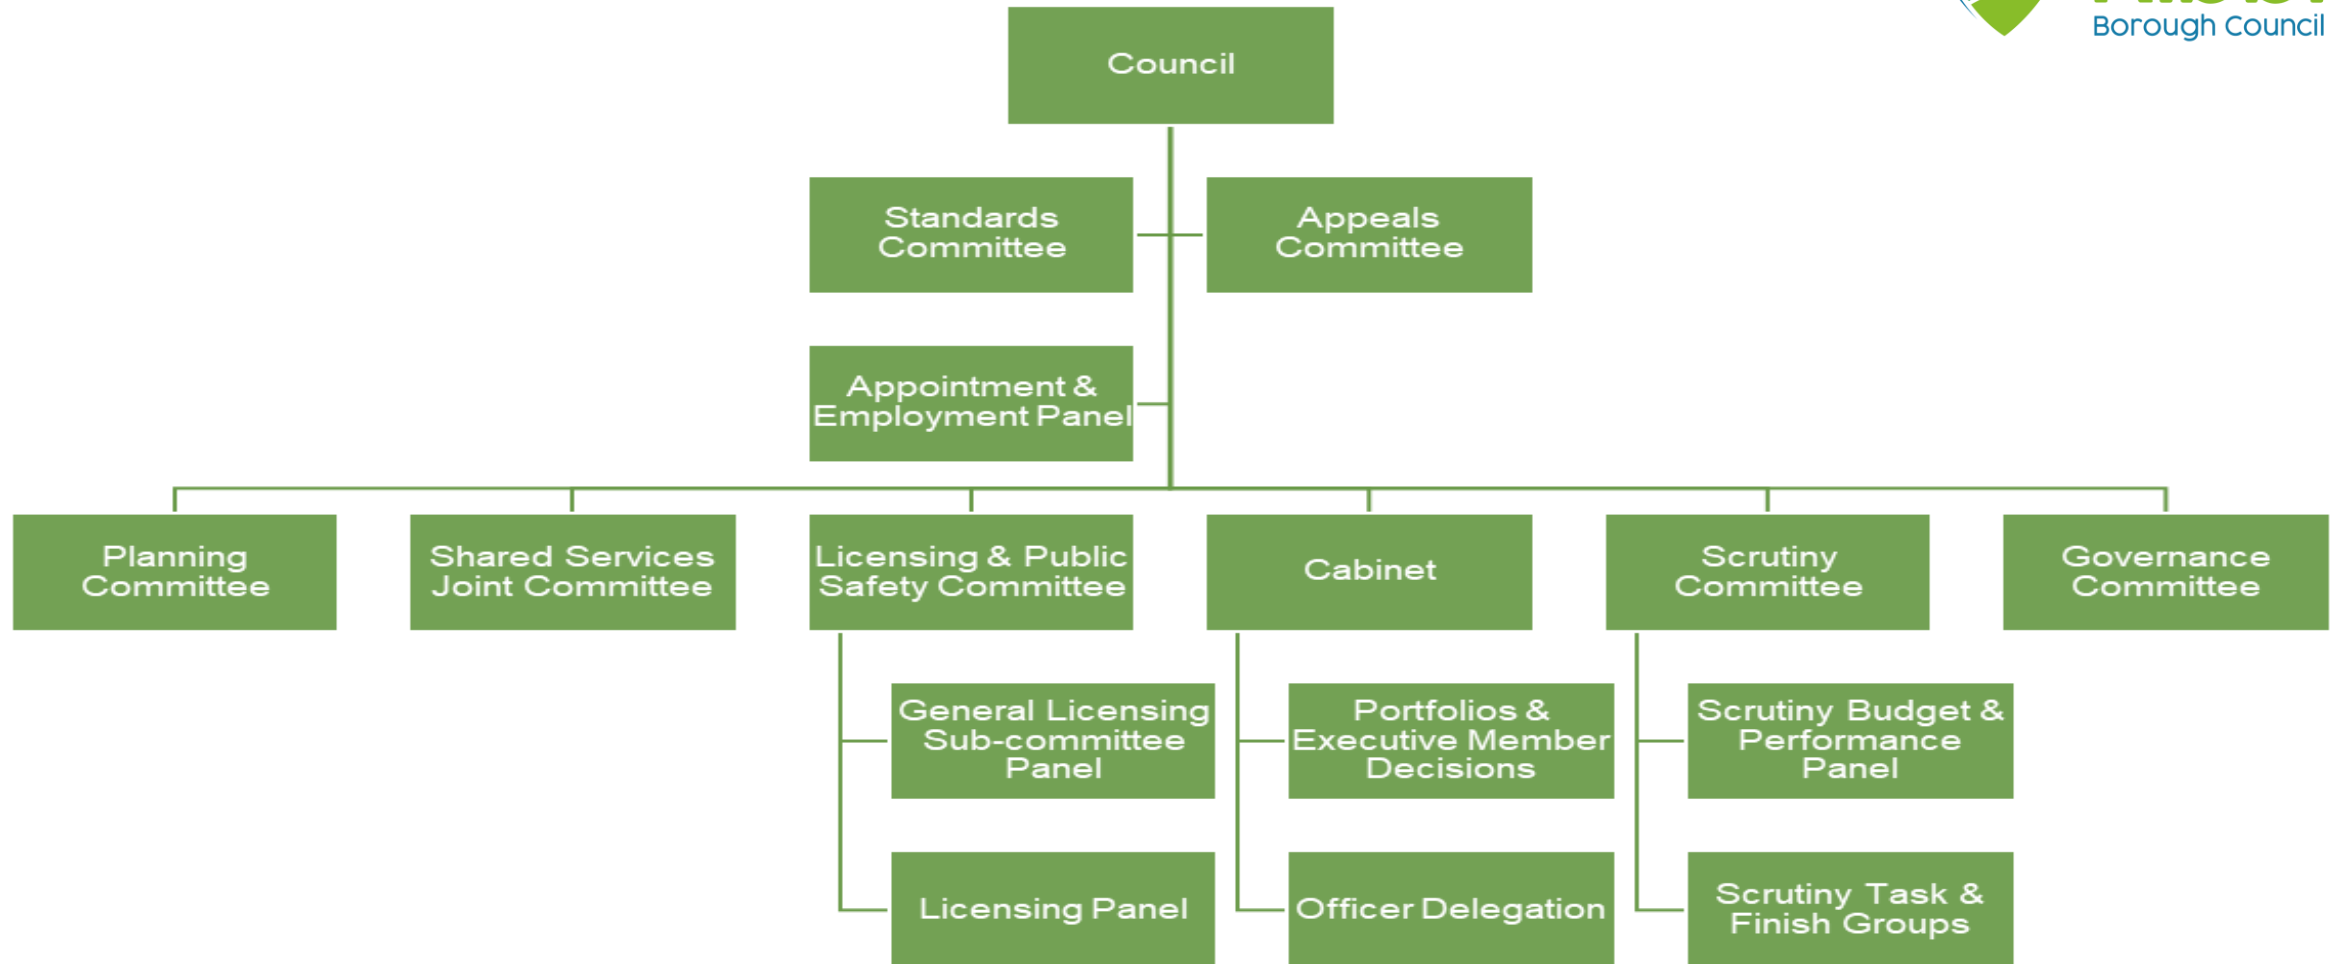 Borough Council
Council
Standards
Committee
Appeals
Committee
Appointment &
Employment Panel
Planning
Committee
Shared Services
Joint Committee
Licensing & Public
Safety Committee
Cabinet
Scrutiny
Committee
Governance
Committee
General Licensing
Sub-committee
Panel
Portfolios &
Executive Member
Decisions
Scrutiny Budget &
Performance
Panel
Licensing Panel
Officer Delegation
Scrutiny Task &
Finish Groups